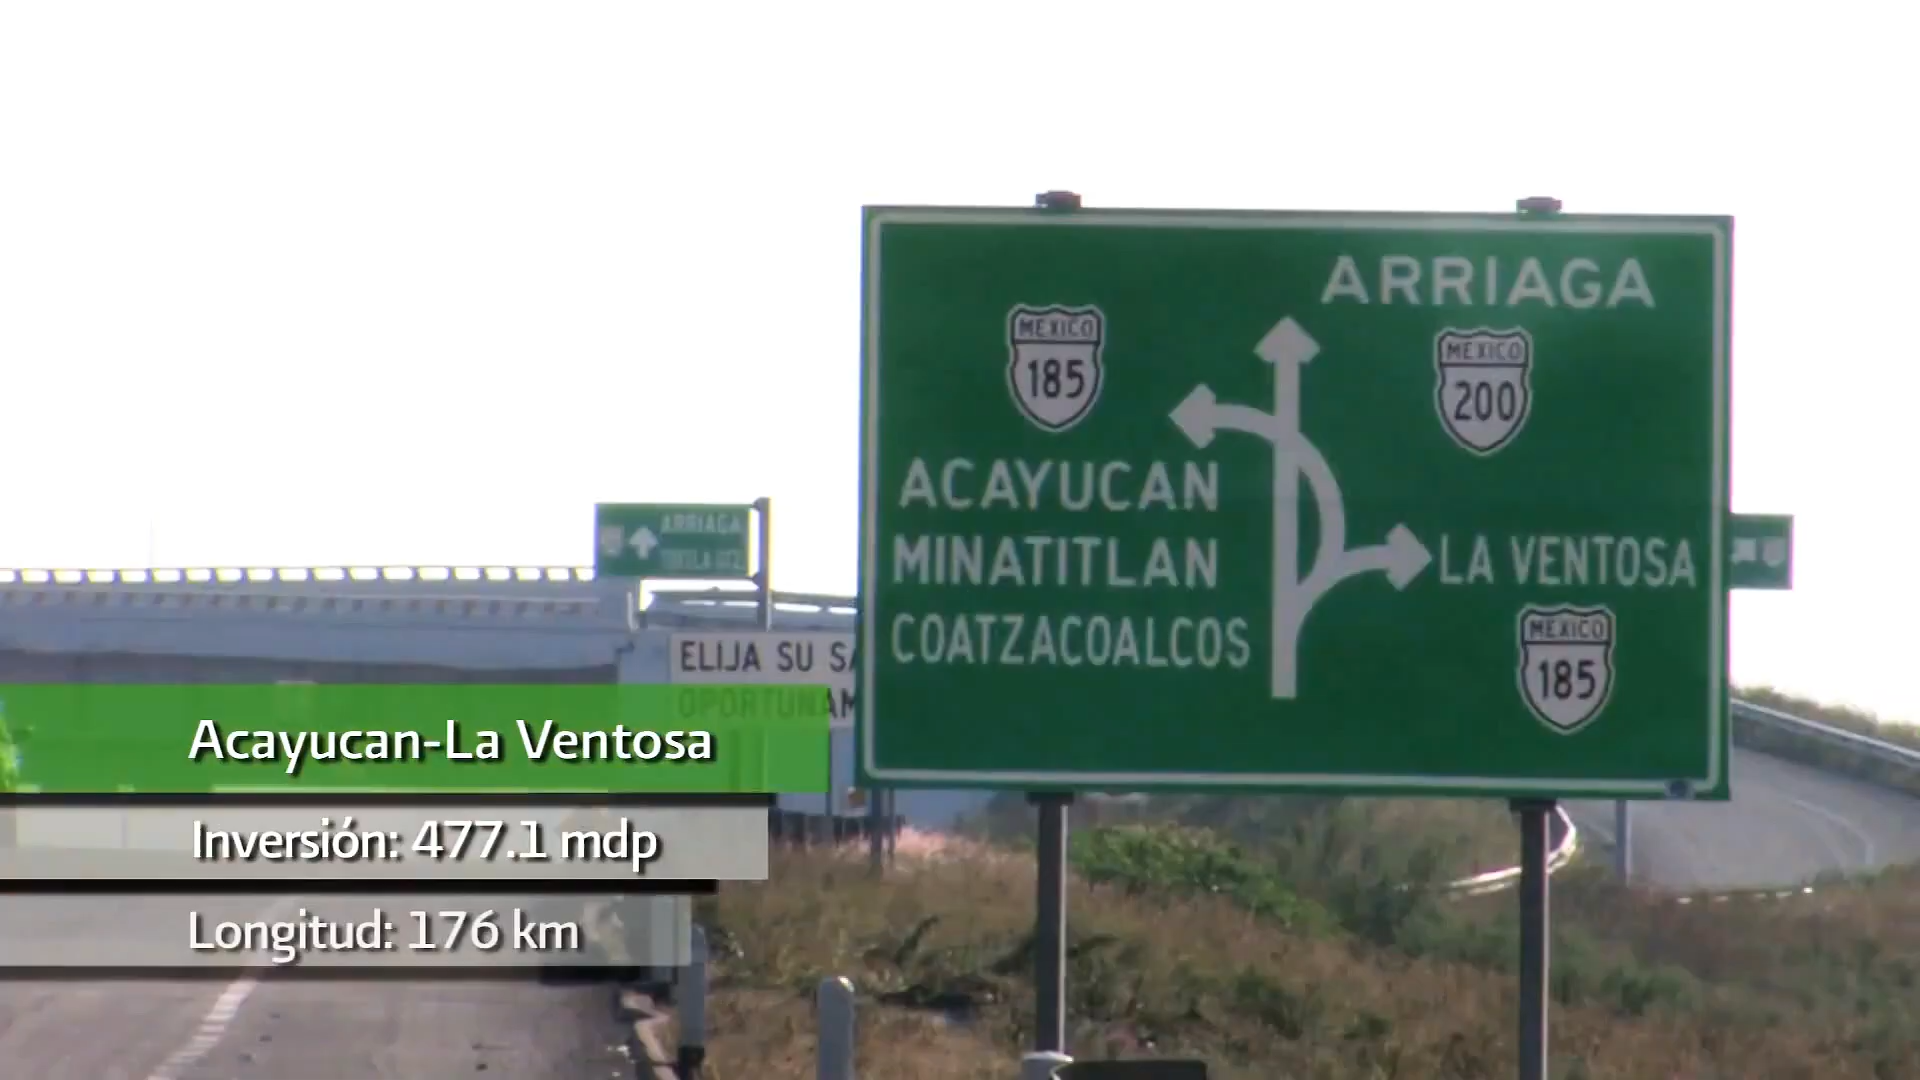 ARRIAGA
MEXICO
185
MEXICO
200
ACAYUCAN
MINATITLAN
COATZACOALCOS
LA VENTOSA
MEXICO
185
ARRIAGA
ELIJA SU
OPORTUNAM
Acayucan-La Ventosa
Inversión: 477.1 mdp
Longitud: 176 km